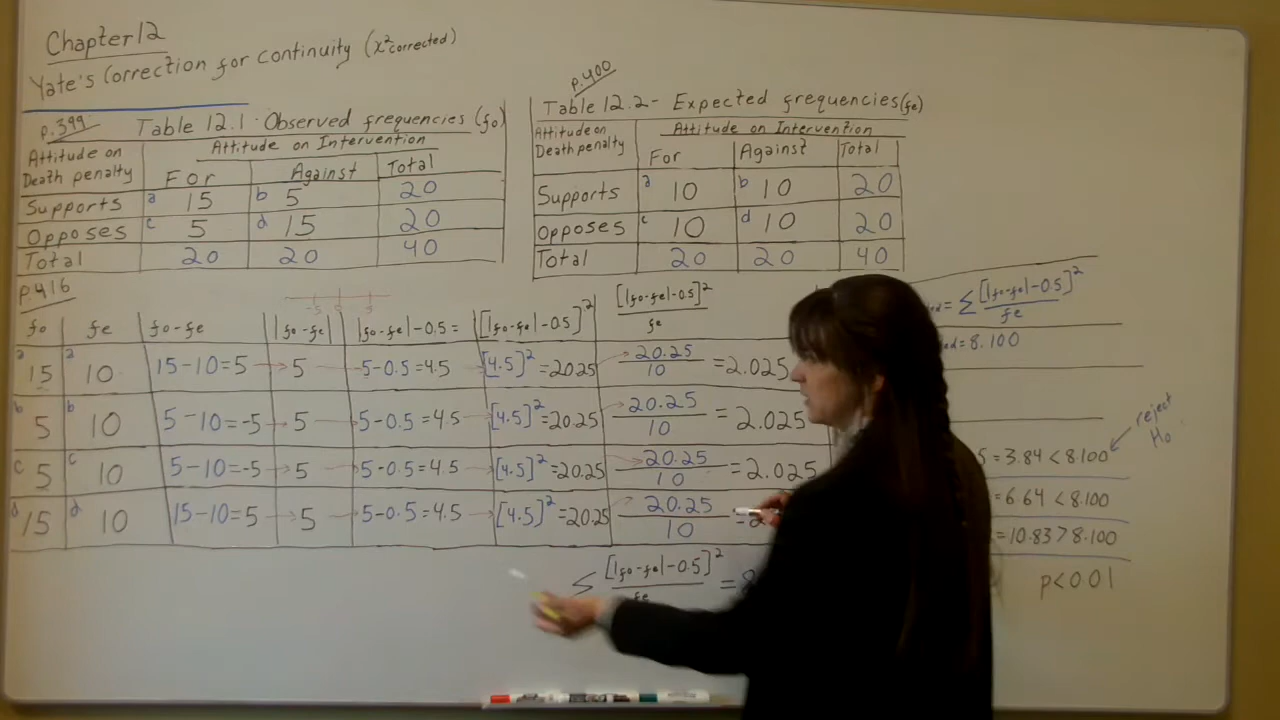 Chapter 12
Yate's Correction for continuity (x² corrected)
p.399
Table 12.1 - Observed frequencies (fo)
Attitude on Death penalty
Attitude on Intervention
For Against Total
Supports a 15 b 5 20
Opposes c 5 d 15 20
Total 20 20 40
p.400
Table 12.2 - Expected frequencies (fe)
Attitude on Death penalty
Attitude on Intervention
For Against Total
Supports a 10 b 10 20
Opposes c 10 d 10 20
Total 20 20 40
p.416
-5 0 5
fo fe fo-fe |fo-fe| |fo-fe|-0.5= [|fo-fe|-0.5]² [|fo-fe|-0.5]²/fe
a 15 a 10 15-10=5 5 5-0.5=4.5 [4.5]²=20.25 20.25/10 =2.025
b 5 b 10 5-10=-5 5 5-0.5=4.5 [4.5]²=20.25 20.25/10 =2.025
c 5 c 10 5-10=-5 5 5-0.5=4.5 [4.5]²=20.25 20.25/10 =2.025
d 15 d 10 15-10=5 5 5-0.5=4.5 [4.5]²=20.25 20.25/10 =2
Σ [|fo-fe|-0.5]²/fe =8
=Σ [|fo-fe|-0.5]²/fe
=8.100
reject Ho
5=3.84<8.100
=6.64<8.100
=10.83>8.100
p<0.01